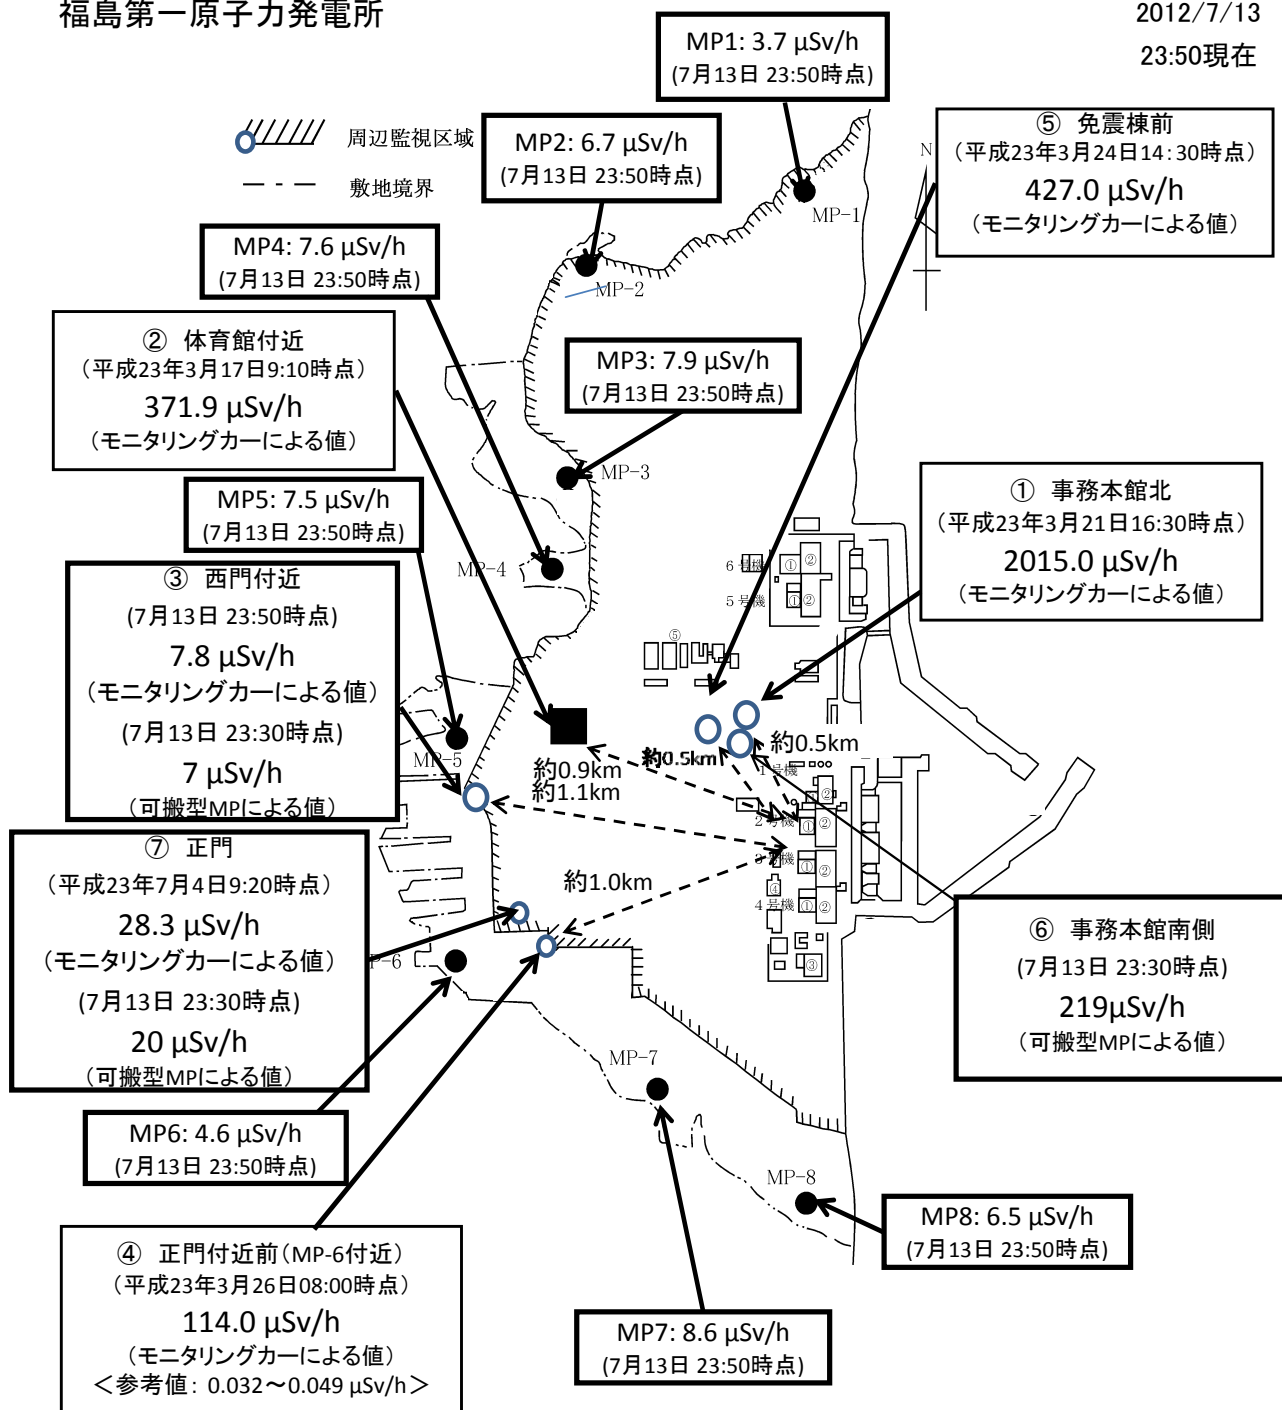 福島第一原子力発電所
2012/7/13
23:50現在
周辺監視区域
敷地境界
MP1: 3.7 μSv/h
(7月13日 23:50時点)
MP2: 6.7 μSv/h
(7月13日 23:50時点)
⑤ 免震棟前
（平成23年3月24日14:30時点）
427.0 μSv/h
（モニタリングカーによる値）
N
MP-1
MP4: 7.6 μSv/h
(7月13日 23:50時点)
MP-2
② 体育館付近
（平成23年3月17日9:10時点）
371.9 μSv/h
（モニタリングカーによる値）
MP3: 7.9 μSv/h
(7月13日 23:50時点)
MP-3
MP5: 7.5 μSv/h
(7月13日 23:50時点)
① 事務本館北
（平成23年3月21日16:30時点）
2015.0 μSv/h
（モニタリングカーによる値）
MP-4
6号機
① ②
5号機
① ②
⑤
③ 西門付近
(7月13日 23:50時点)
7.8 μSv/h
（モニタリングカーによる値）
(7月13日 23:30時点)
7 μSv/h
（可搬型MPによる値）
MP-5
約0.9km
約1.1km
約0.5km
約0.5km
1号機
②
2号機
① ②
3号機
① ②
④
4号機
① ②
③
約1.0km
⑦ 正門
（平成23年7月4日9:20時点）
28.3 μSv/h
（モニタリングカーによる値）
(7月13日 23:30時点)
20 μSv/h
（可搬型MPによる値）
P-6
⑥ 事務本館南側
(7月13日 23:30時点)
219μSv/h
（可搬型MPによる値）
MP-7
MP6: 4.6 μSv/h
(7月13日 23:50時点)
MP-8
MP8: 6.5 μSv/h
(7月13日 23:50時点)
④ 正門付近前（MP-6付近）
（平成23年3月26日08:00時点）
114.0 μSv/h
（モニタリングカーによる値）
＜参考値: 0.032～0.049 μSv/h＞
MP7: 8.6 μSv/h
(7月13日 23:50時点)